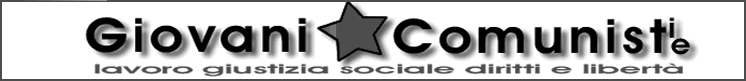 Giovani Comunisti/e
lavoro giustizia sociale diritti e libertà